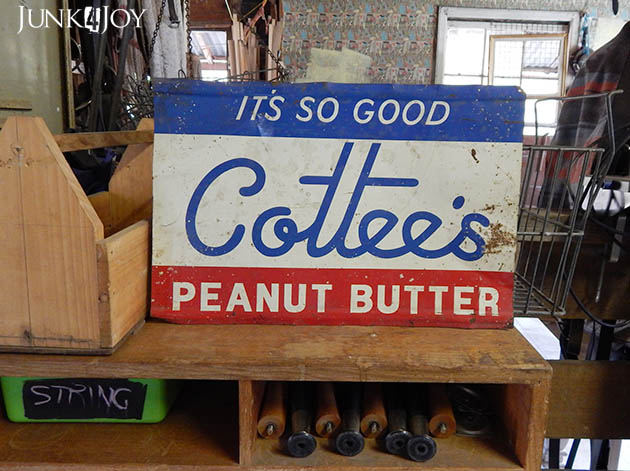 JUNK4JOY
IT'S SO GOOD
Cottee's
PEANUT BUTTER
STRING